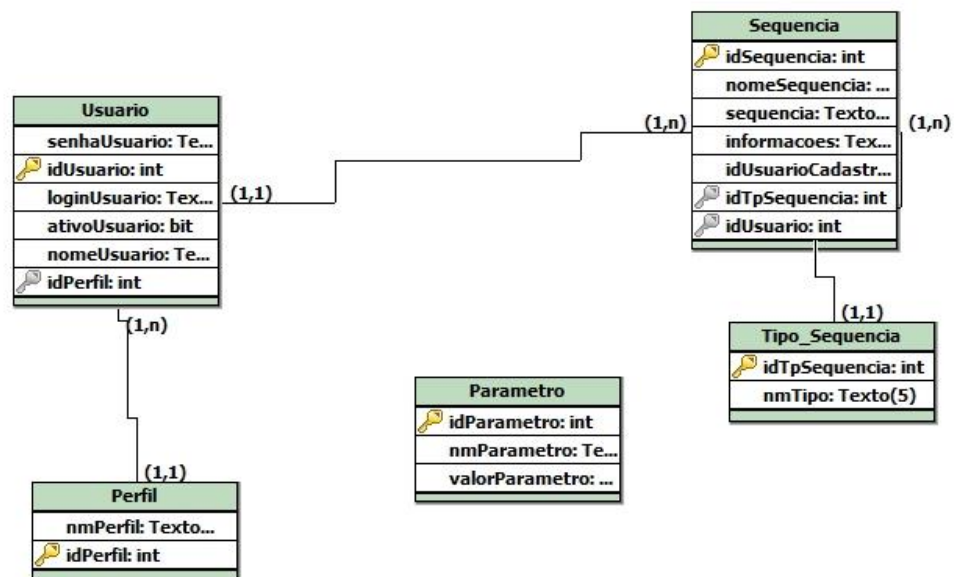 Sequencia
idSequencia: int
nomeSequencia: ...
sequencia: Texto...
informacoes: Tex...
idUsuarioCadastr...
idTpSequencia: int
idUsuario: int
(1,n)
(1,n)
Usuario
senhaUsuario: Te...
idUsuario: int
loginUsuario: Tex...
ativoUsuario: bit
nomeUsuario: Te...
idPerfil: int
(1,1)
(1,n)
(1,1)
Tipo_Sequencia
idTpSequencia: int
nmTipo: Texto(5)
Parametro
idParametro: int
nmParametro: Te...
valorParametro: ...
(1,1)
Perfil
nmPerfil: Texto...
idPerfil: int